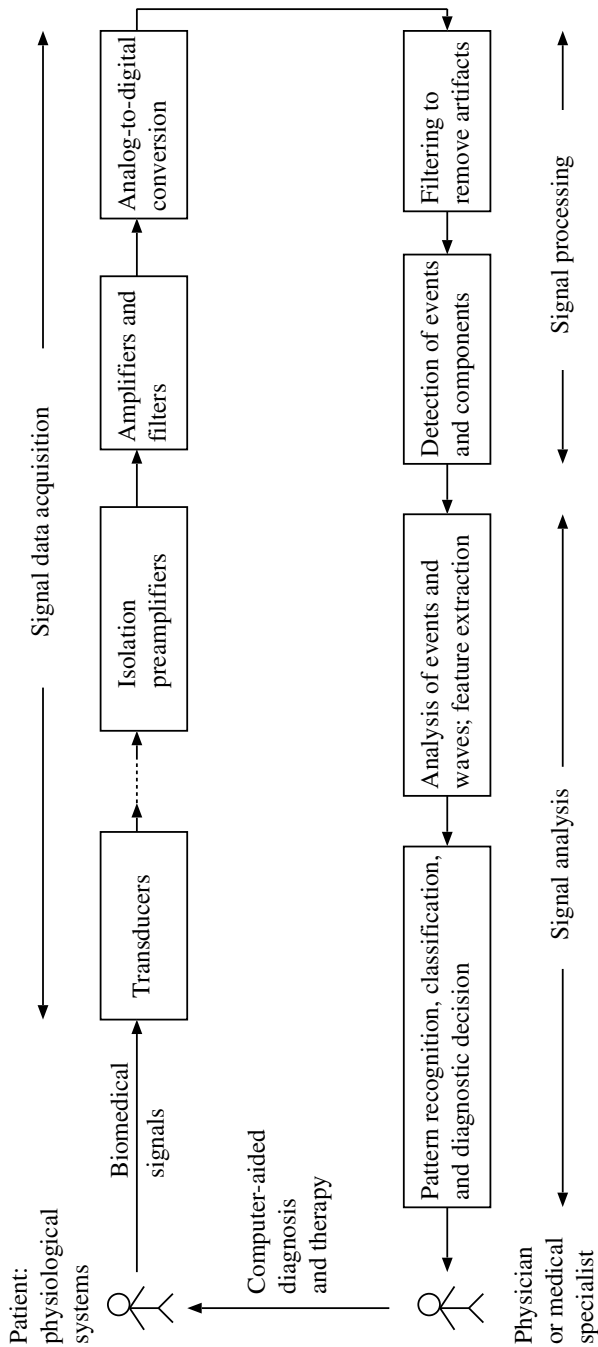 Signal data acquisition
Patient:
physiological
systems
Biomedical
signals
Transducers
Isolation
preamplifiers
Amplifiers and
filters
Analog-to-digital
conversion
Computer-aided
diagnosis
and therapy
Pattern recognition, classification,
and diagnostic decision
Analysis of events and
waves; feature extraction
Detection of events
and components
Filtering to
remove artifacts
Physician
or medical
specialist
Signal analysis
Signal processing